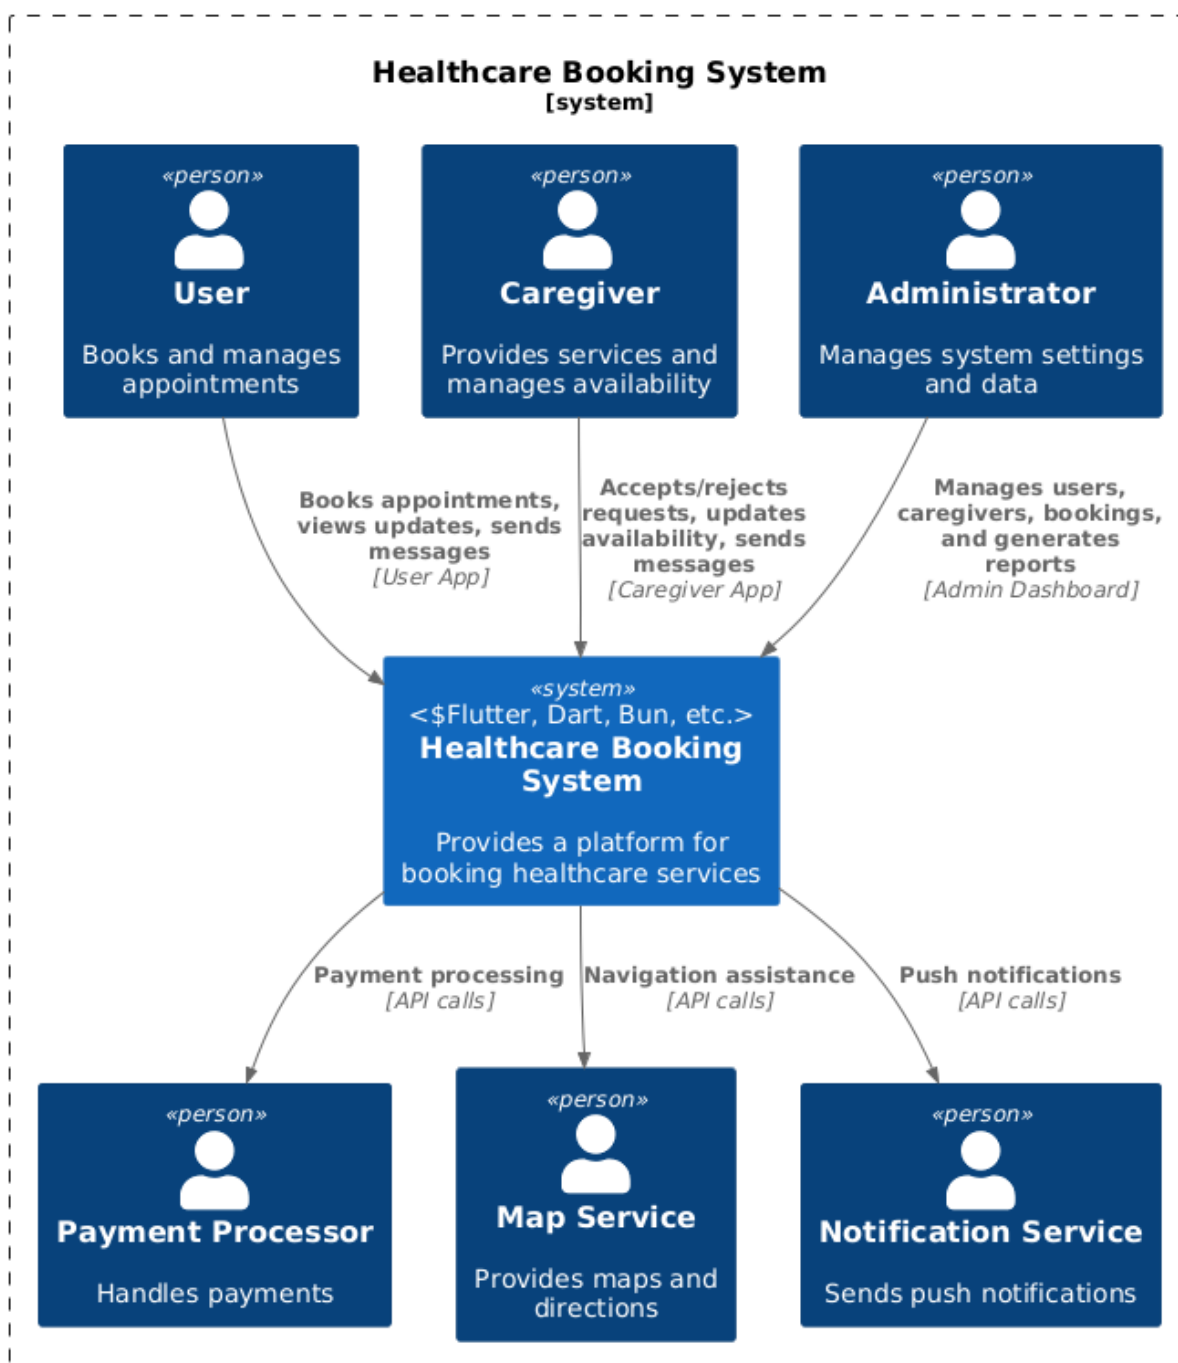 Healthcare Booking System
[system]
«person»
User
Books and manages
appointments
«person»
Caregiver
Provides services and
manages availability
«person»
Administrator
Manages system settings
and data
Books appointments,
views updates, sends
messages
[User App]
Accepts/rejects
requests, updates
availability, sends
messages
[Caregiver App]
Manages users,
caregivers, bookings,
and generates
reports
[Admin Dashboard]
«system»
<$Flutter, Dart, Bun, etc.>
Healthcare Booking
System
Provides a platform for
booking healthcare services
Payment processing
[API calls]
Navigation assistance
[API calls]
Push notifications
[API calls]
«person»
Payment Processor
Handles payments
«person»
Map Service
Provides maps and
directions
«person»
Notification Service
Sends push notifications